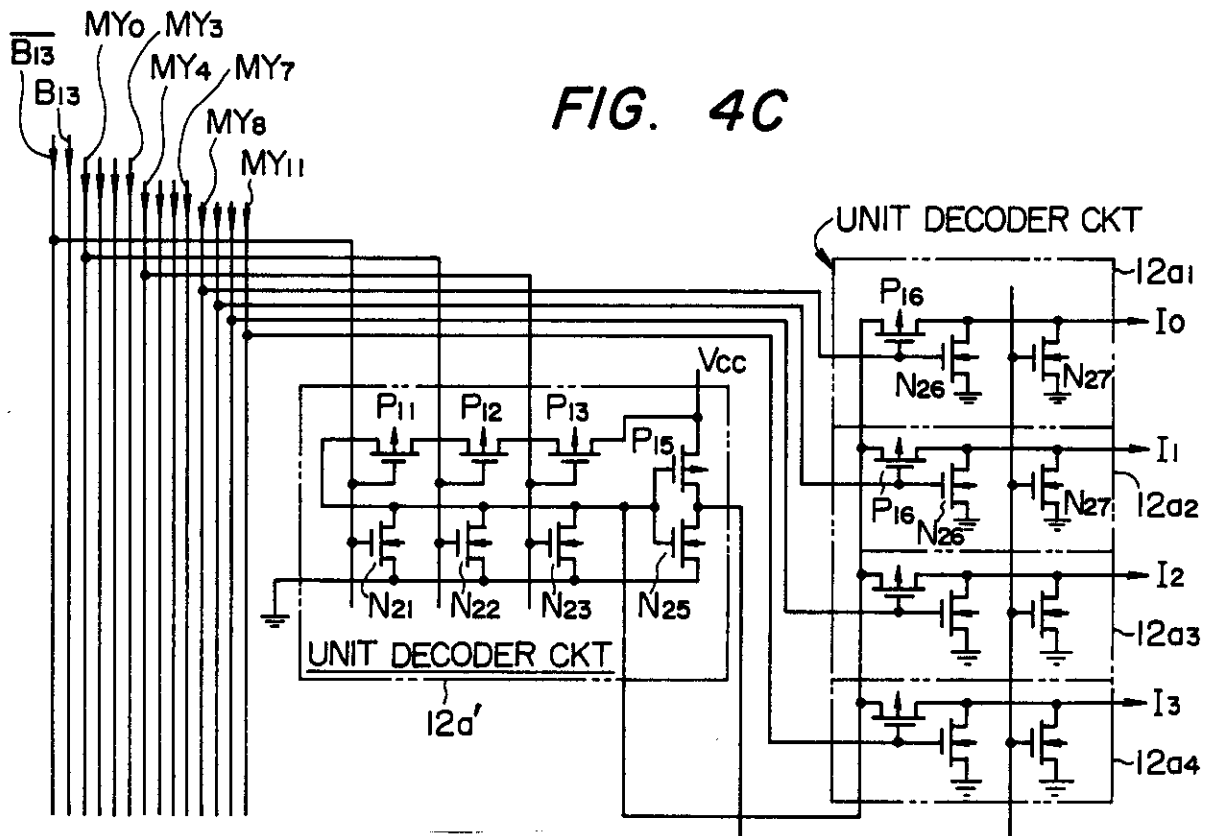 FIG. 4C
B̅1̅3̅
B13
MY0
MY3
MY4
MY7
MY8
MY11
UNIT DECODER CKT
12a1
P16
I0
N26
N27
Vcc
P11
P12
P13
P15
I1
P16
N26
N27
12a2
I2
N21
N22
N23
N25
12a3
UNIT DECODER CKT
12a'
I3
12a4